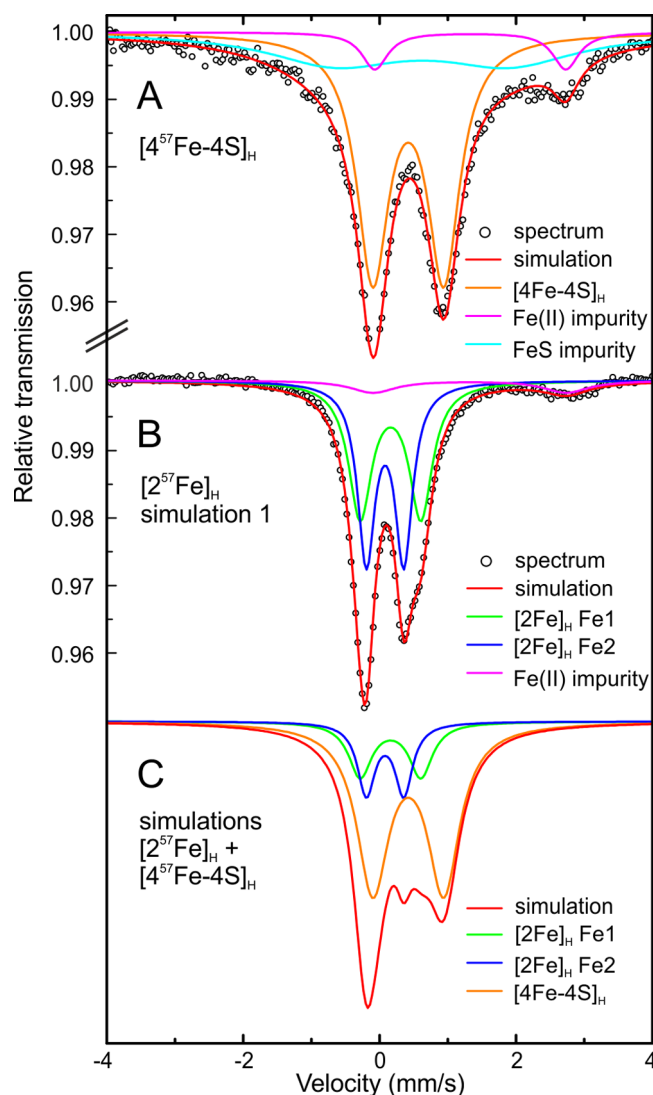 1.00
0.99
0.98
0.97
0.96
A
[4⁵⁷Fe-4S]H
spectrum
simulation
[4Fe-4S]H
Fe(II) impurity
FeS impurity
Relative transmission
1.00
0.99
0.98
0.97
0.96
B
[2⁵⁷Fe]H
simulation 1
spectrum
simulation
[2Fe]H Fe1
[2Fe]H Fe2
Fe(II) impurity
C
simulations
[2⁵⁷Fe]H +
[4⁵⁷Fe-4S]H
simulation
[2Fe]H Fe1
[2Fe]H Fe2
[4Fe-4S]H
-4 -2 0 2 4
Velocity (mm/s)